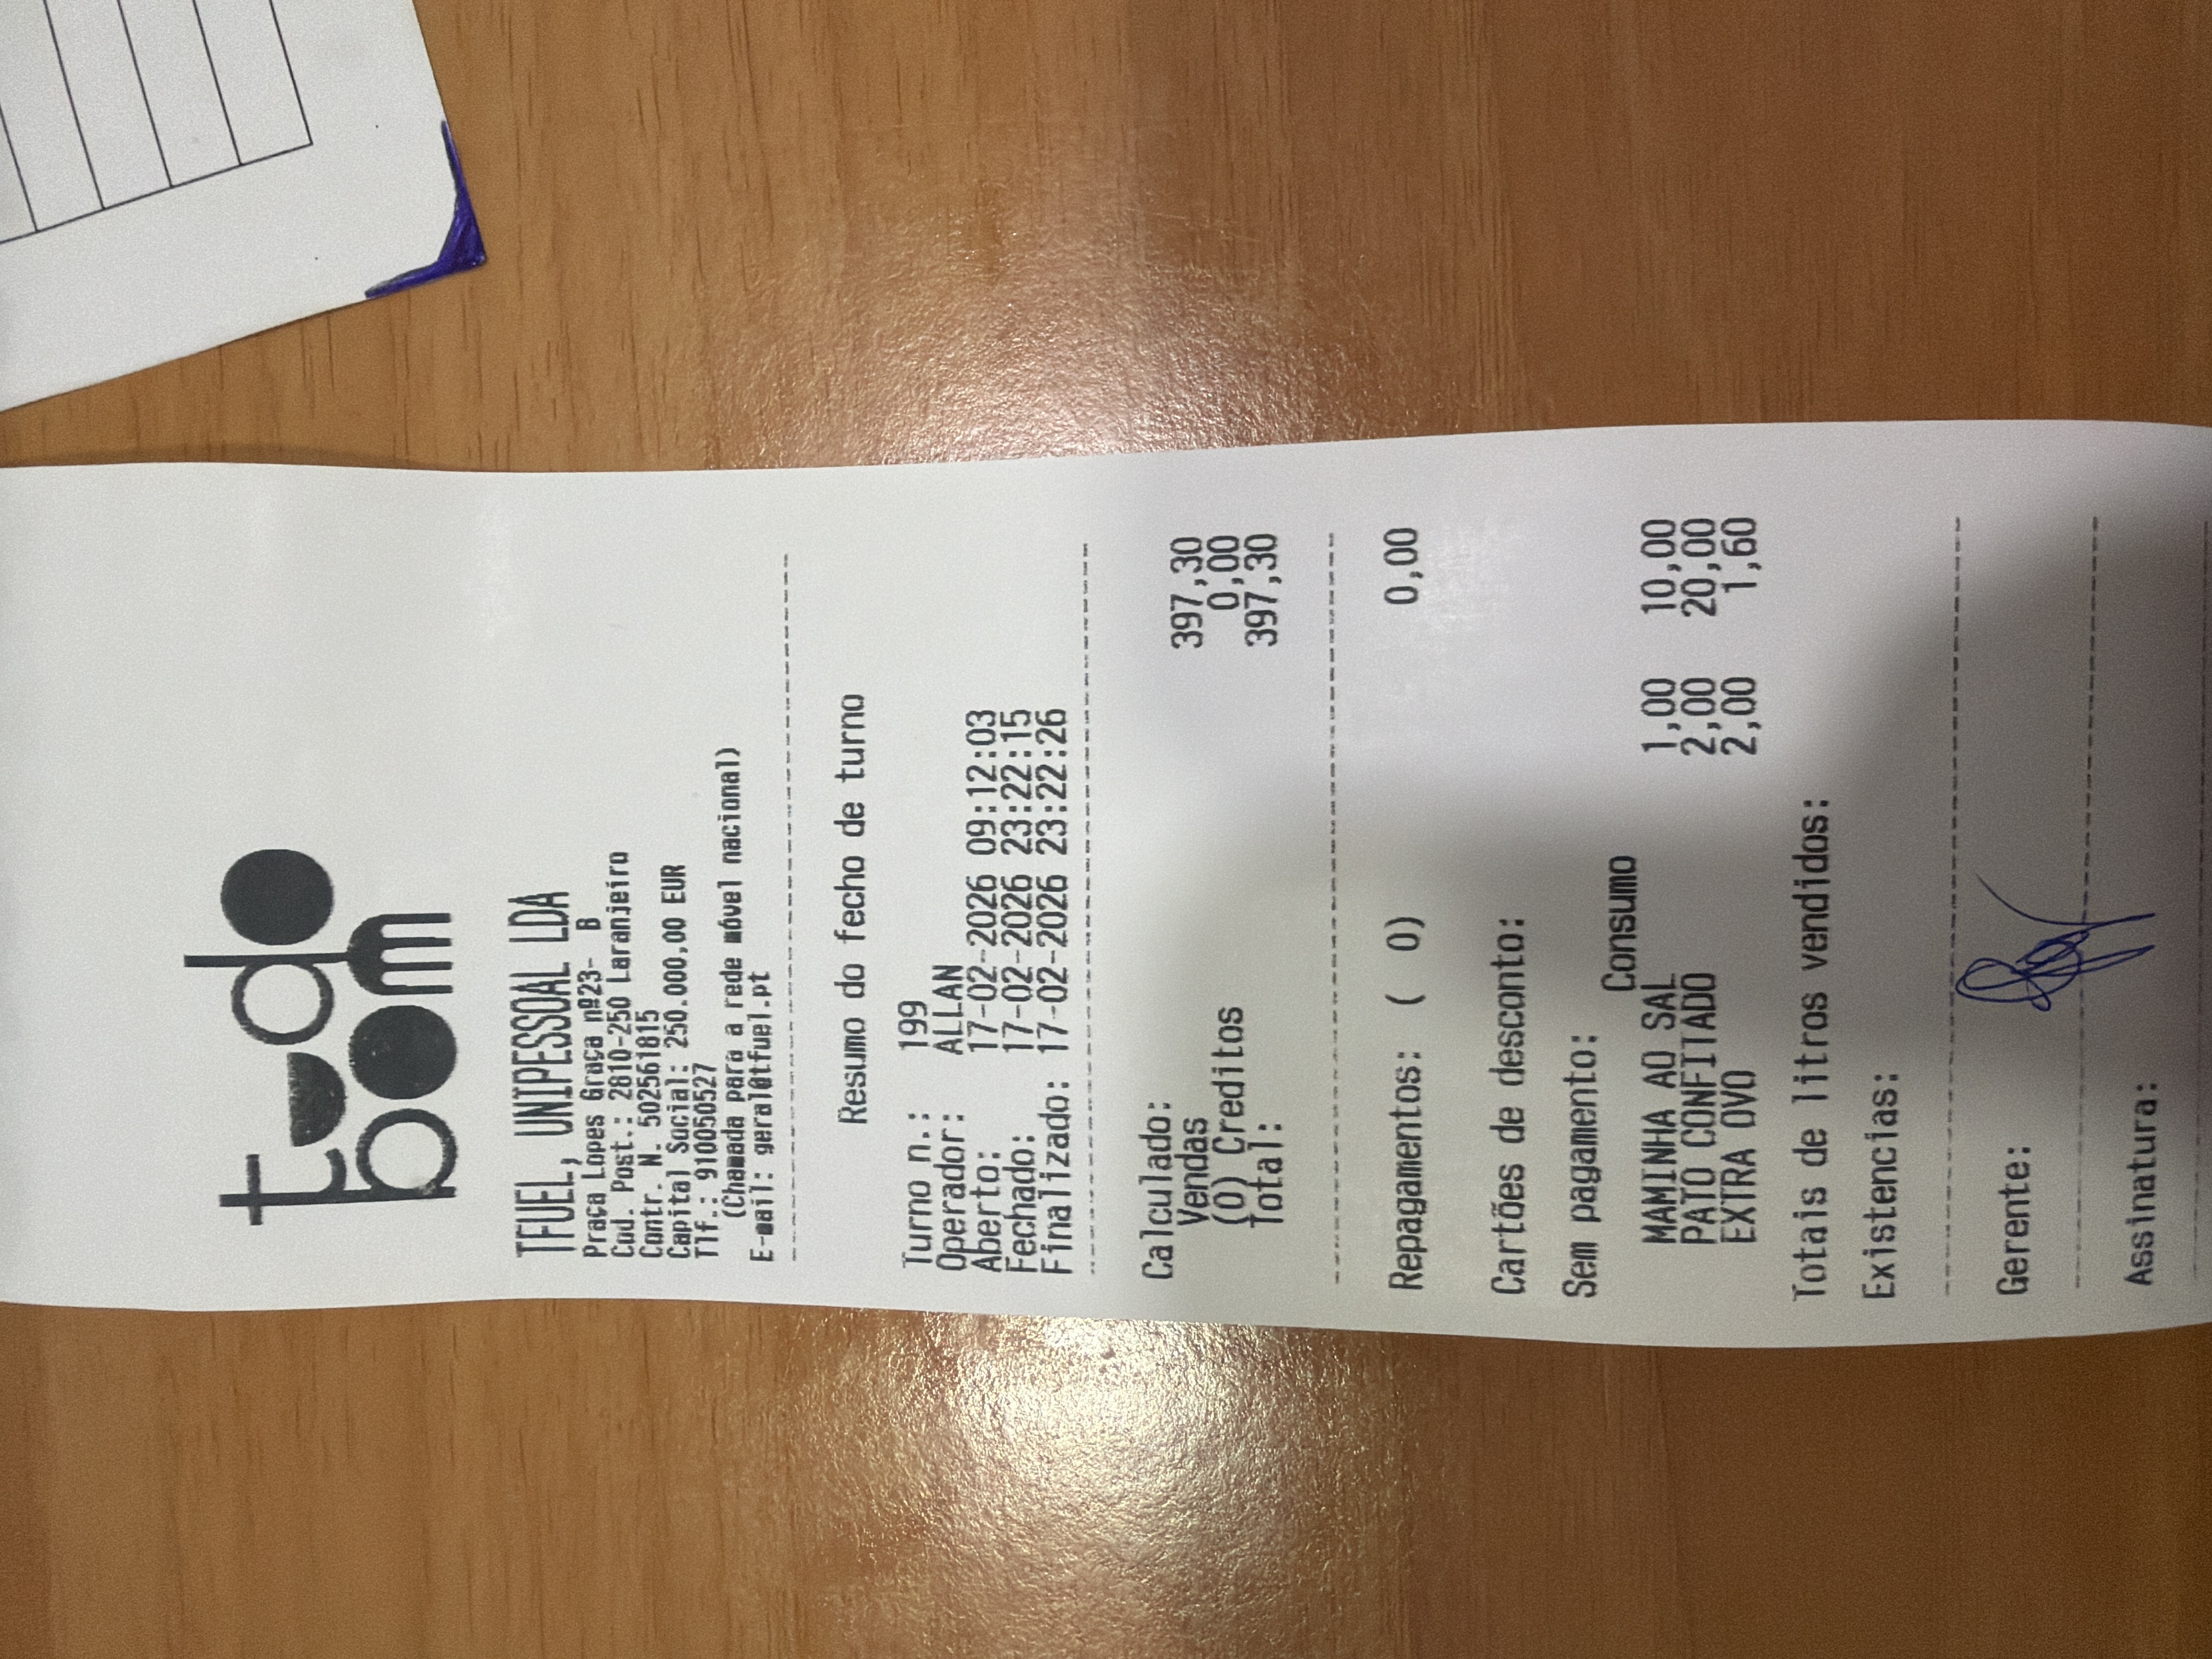 tudo
bom
TFUEL, UNIPESSOAL LDA
Praça Lopes Graça nº23- B
Cod. Post.: 2810-250 Laranjeiro
Contr. N. 502561815
Capital Social: 250.000,00 EUR
Tlf.: 910050527
(Chamada para a rede móvel nacional)
E-mail: geral@tfuel.pt
Resumo do fecho de turno
Turno n.: 199
Operador: ALLAN
Aberto: 17-02-2026 09:12:03
Fechado: 17-02-2026 23:22:15
Finalizado: 17-02-2026 23:22:26
Calculado:
Vendas 397,30
(0) Creditos 0,00
Total: 397,30
Repagamentos: ( 0) 0,00
Cartões de desconto:
Sem pagamento:
Consumo
MAMINHA AO SAL 1,00 10,00
PATO CONFITADO 2,00 20,00
EXTRA OVO 2,00 1,60
Totais de litros vendidos:
Existencias:
Gerente:
Assinatura: